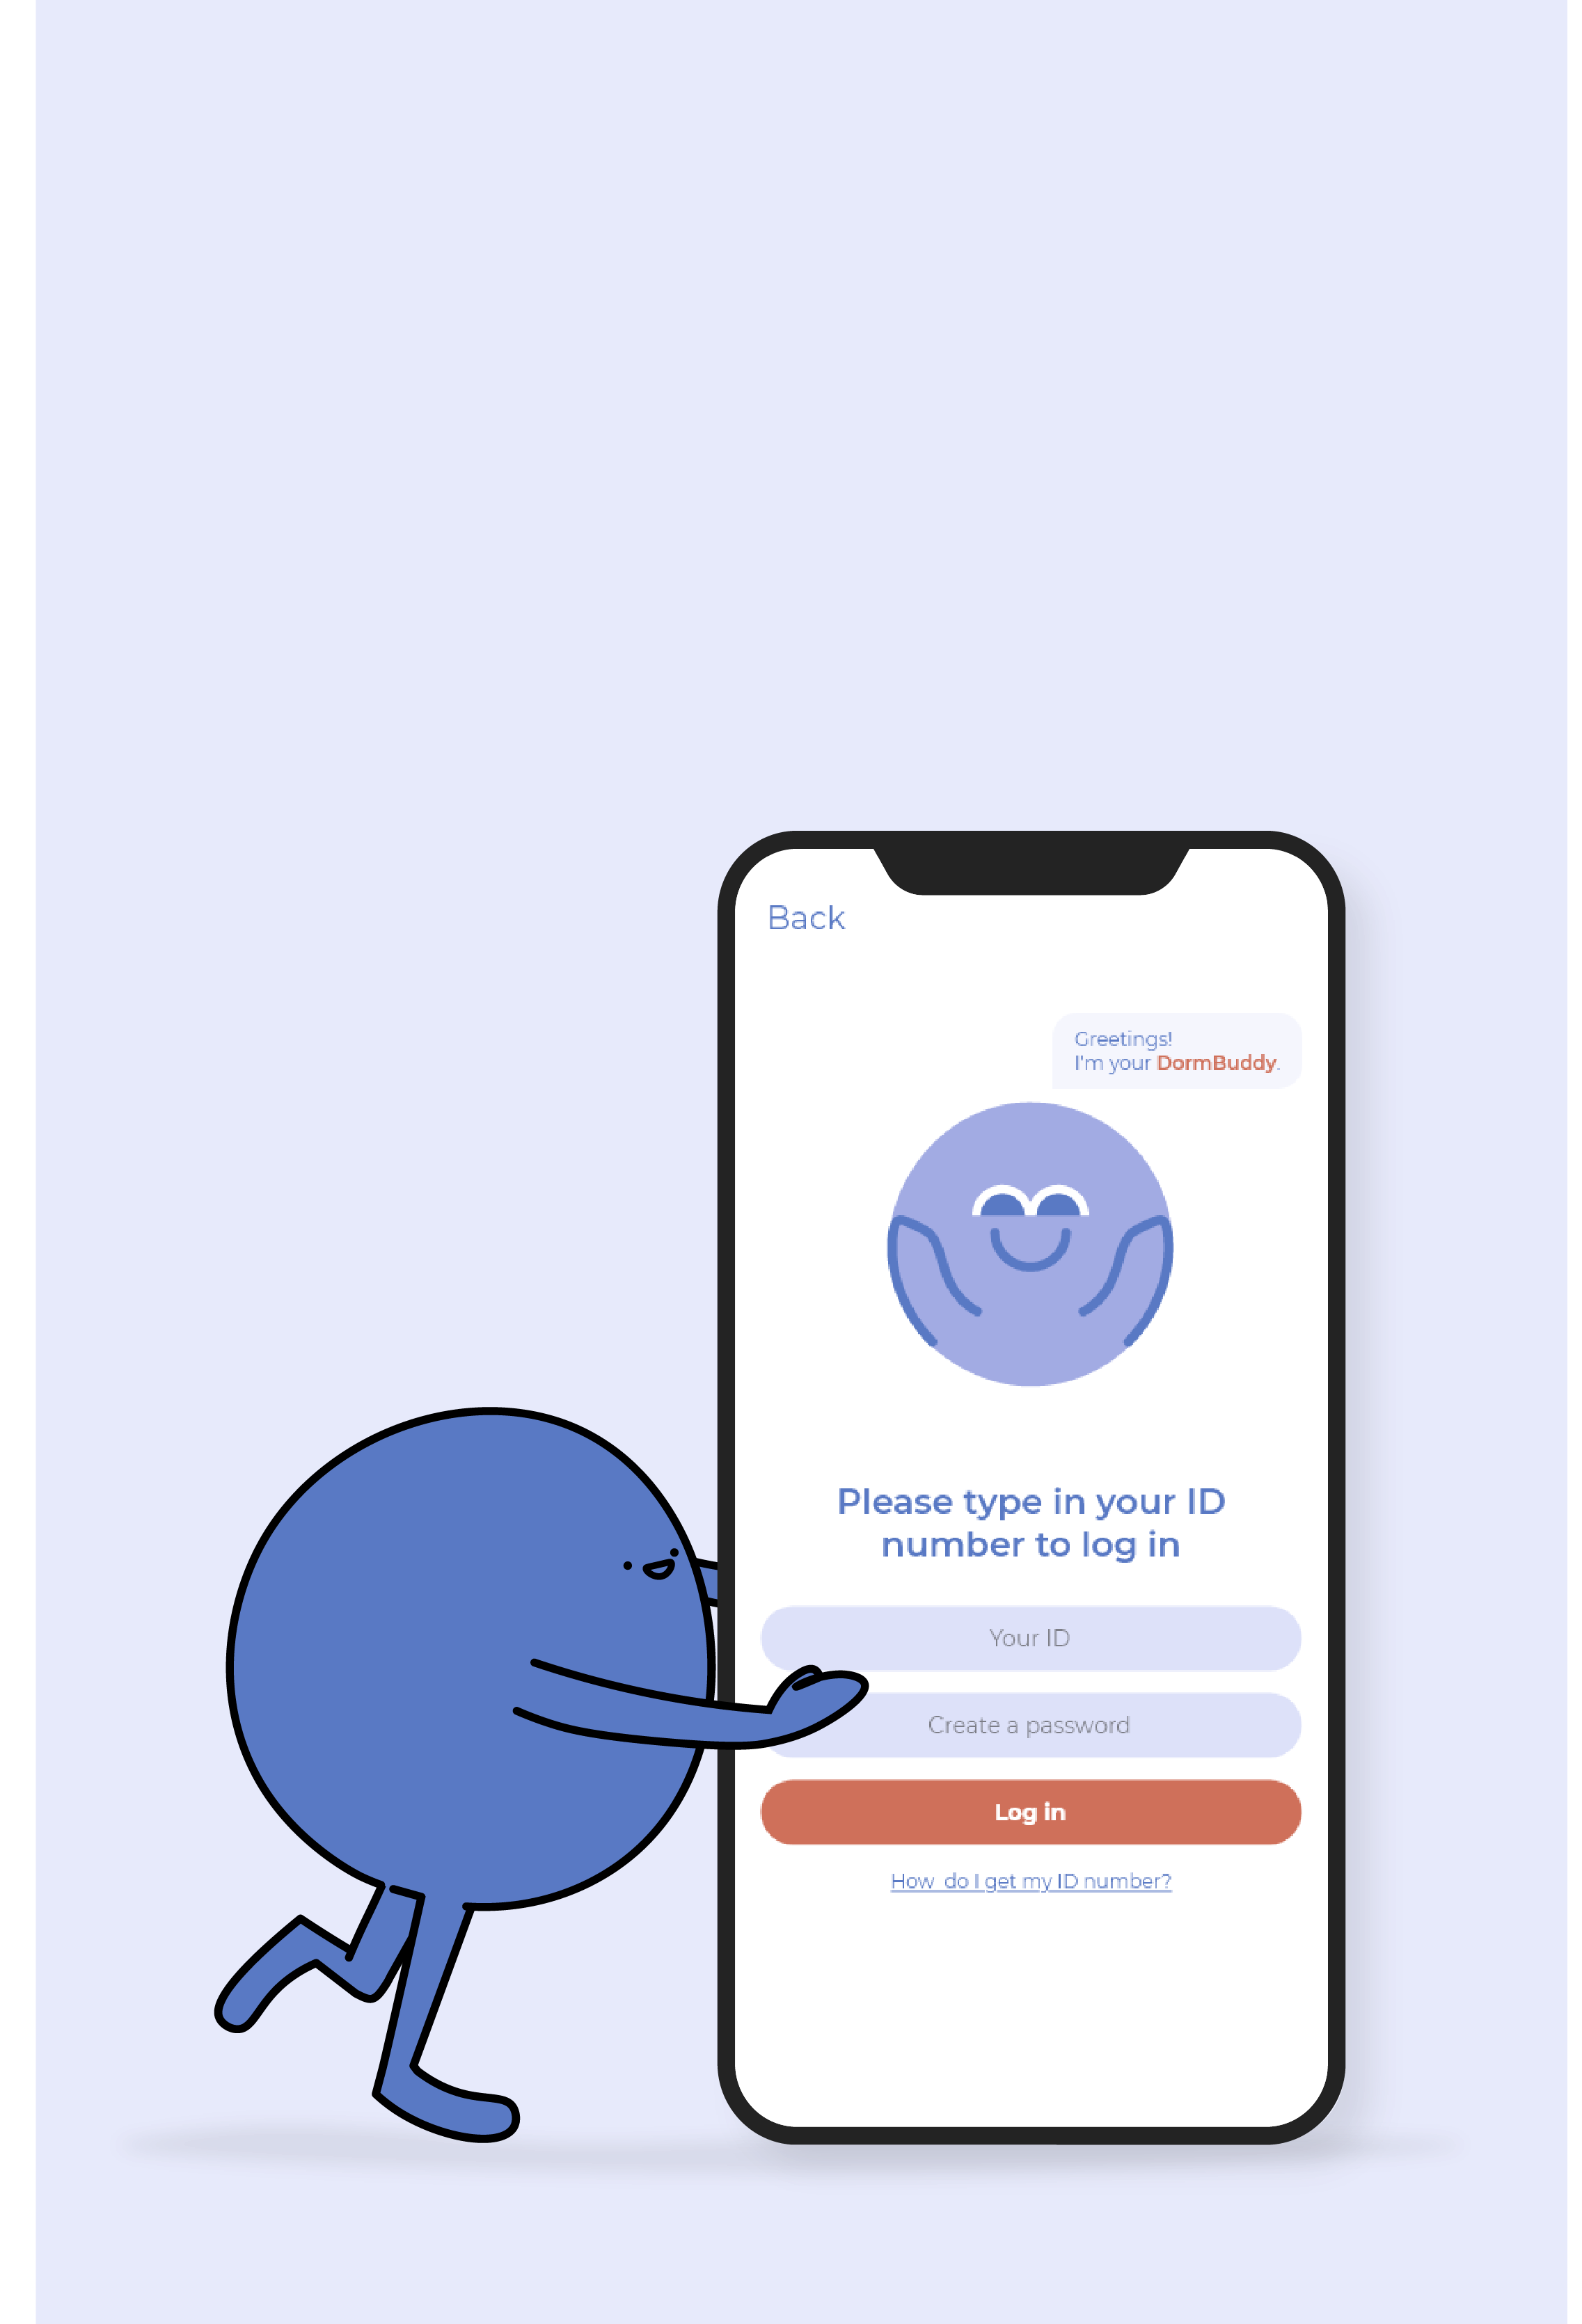 Back
Greetings!
I'm your DormBuddy.
Please type in your ID
number to log in
Your ID
Create a password
Log in
How do I get my ID number?